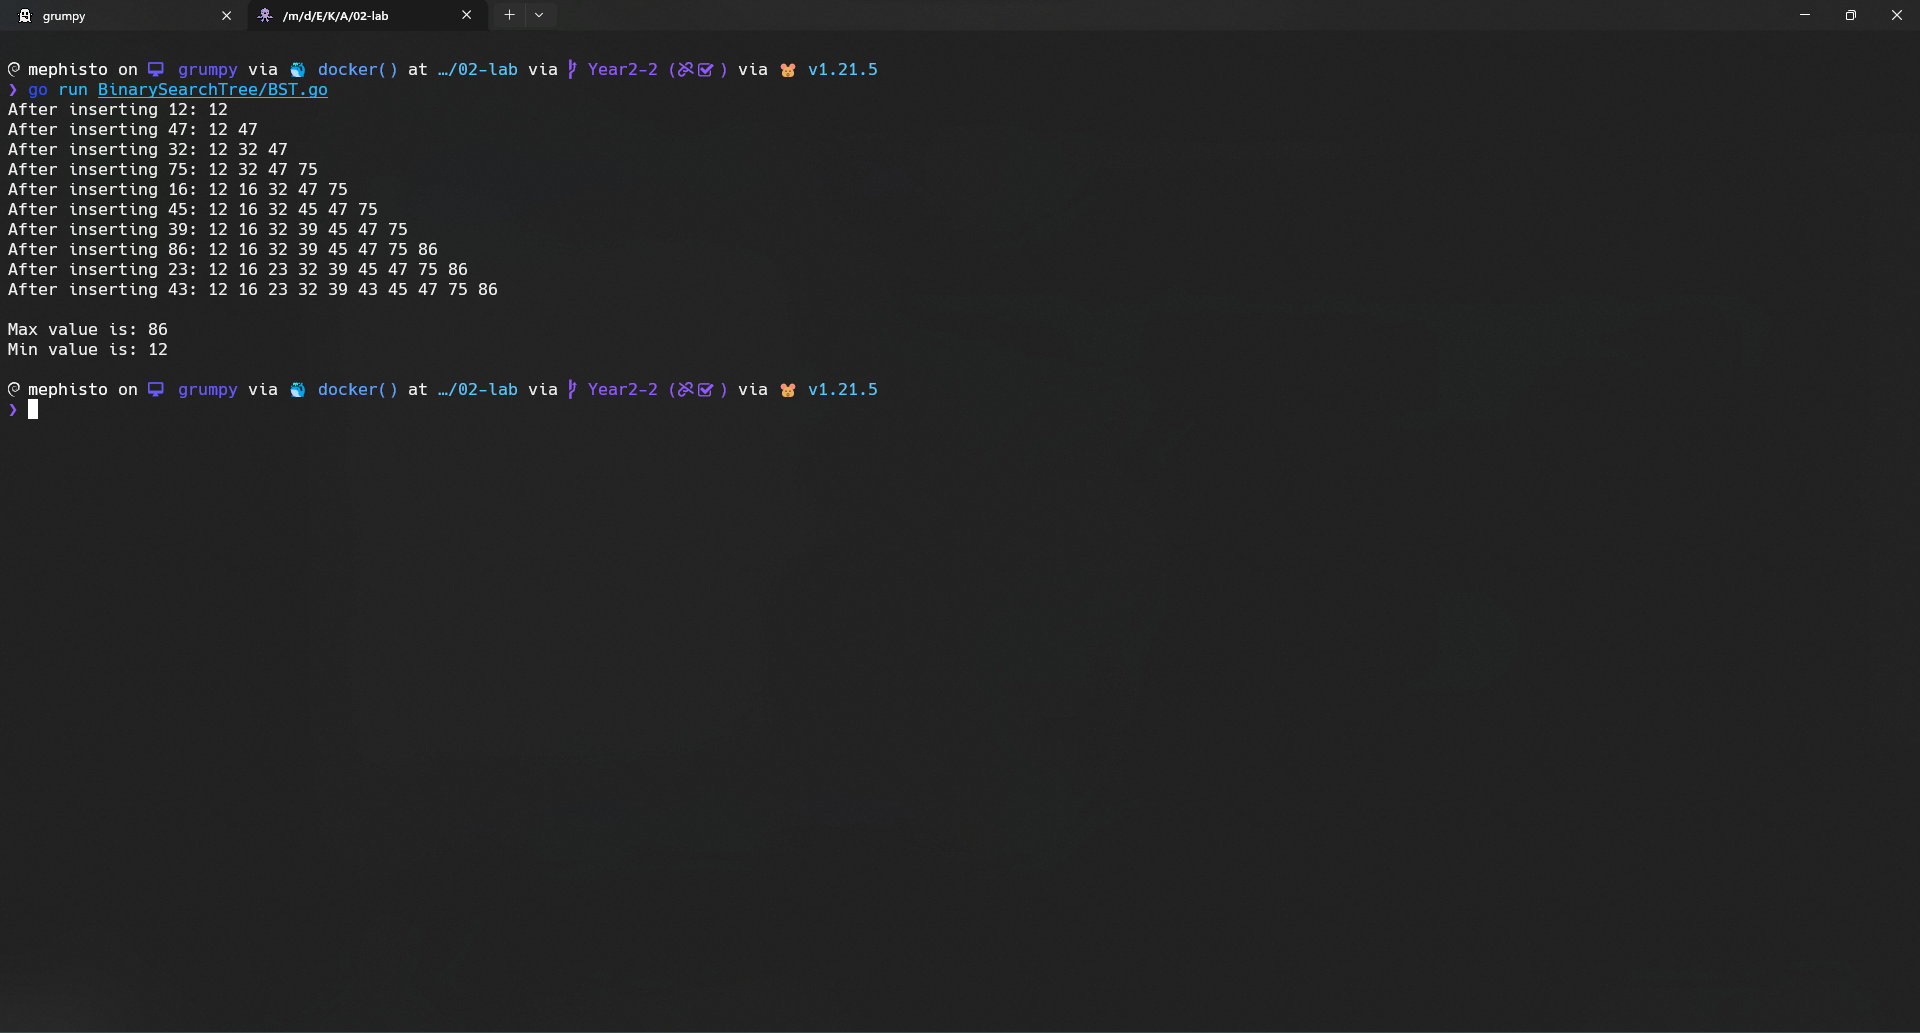 grumpy
/m/d/E/K/A/02-lab
mephisto on grumpy via docker() at …/02-lab via Year2-2 ( ) via v1.21.5
❯ go run BinarySearchTree/BST.go
After inserting 12: 12
After inserting 47: 12 47
After inserting 32: 12 32 47
After inserting 75: 12 32 47 75
After inserting 16: 12 16 32 47 75
After inserting 45: 12 16 32 45 47 75
After inserting 39: 12 16 32 39 45 47 75
After inserting 86: 12 16 32 39 45 47 75 86
After inserting 23: 12 16 23 32 39 45 47 75 86
After inserting 43: 12 16 23 32 39 43 45 47 75 86
Max value is: 86
Min value is: 12
mephisto on grumpy via docker() at …/02-lab via Year2-2 ( ) via v1.21.5
❯